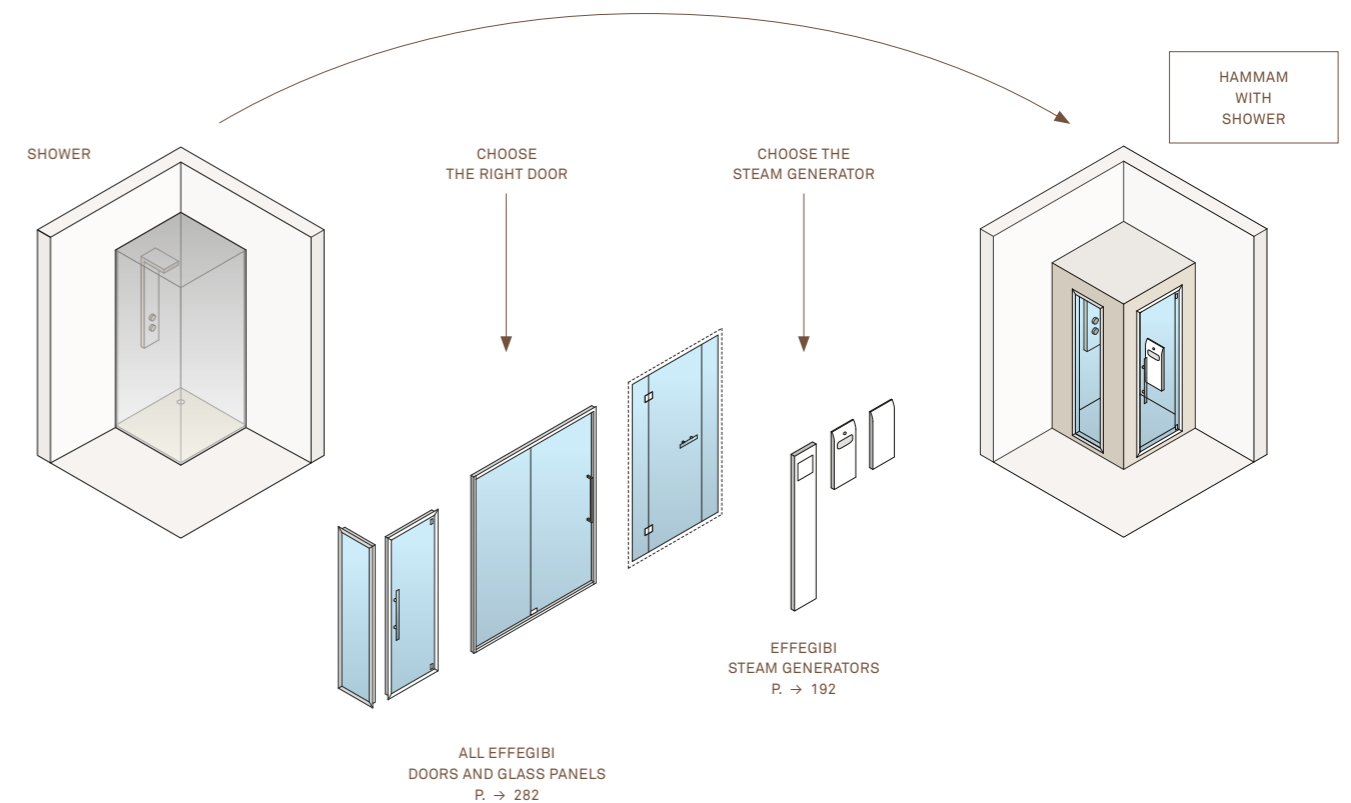 HAMMAM
WITH
SHOWER
SHOWER
CHOOSE
THE RIGHT DOOR
CHOOSE THE
STEAM GENERATOR
EFFEGIBI
STEAM GENERATORS
P. → 192
ALL EFFEGIBI
DOORS AND GLASS PANELS
P. → 282